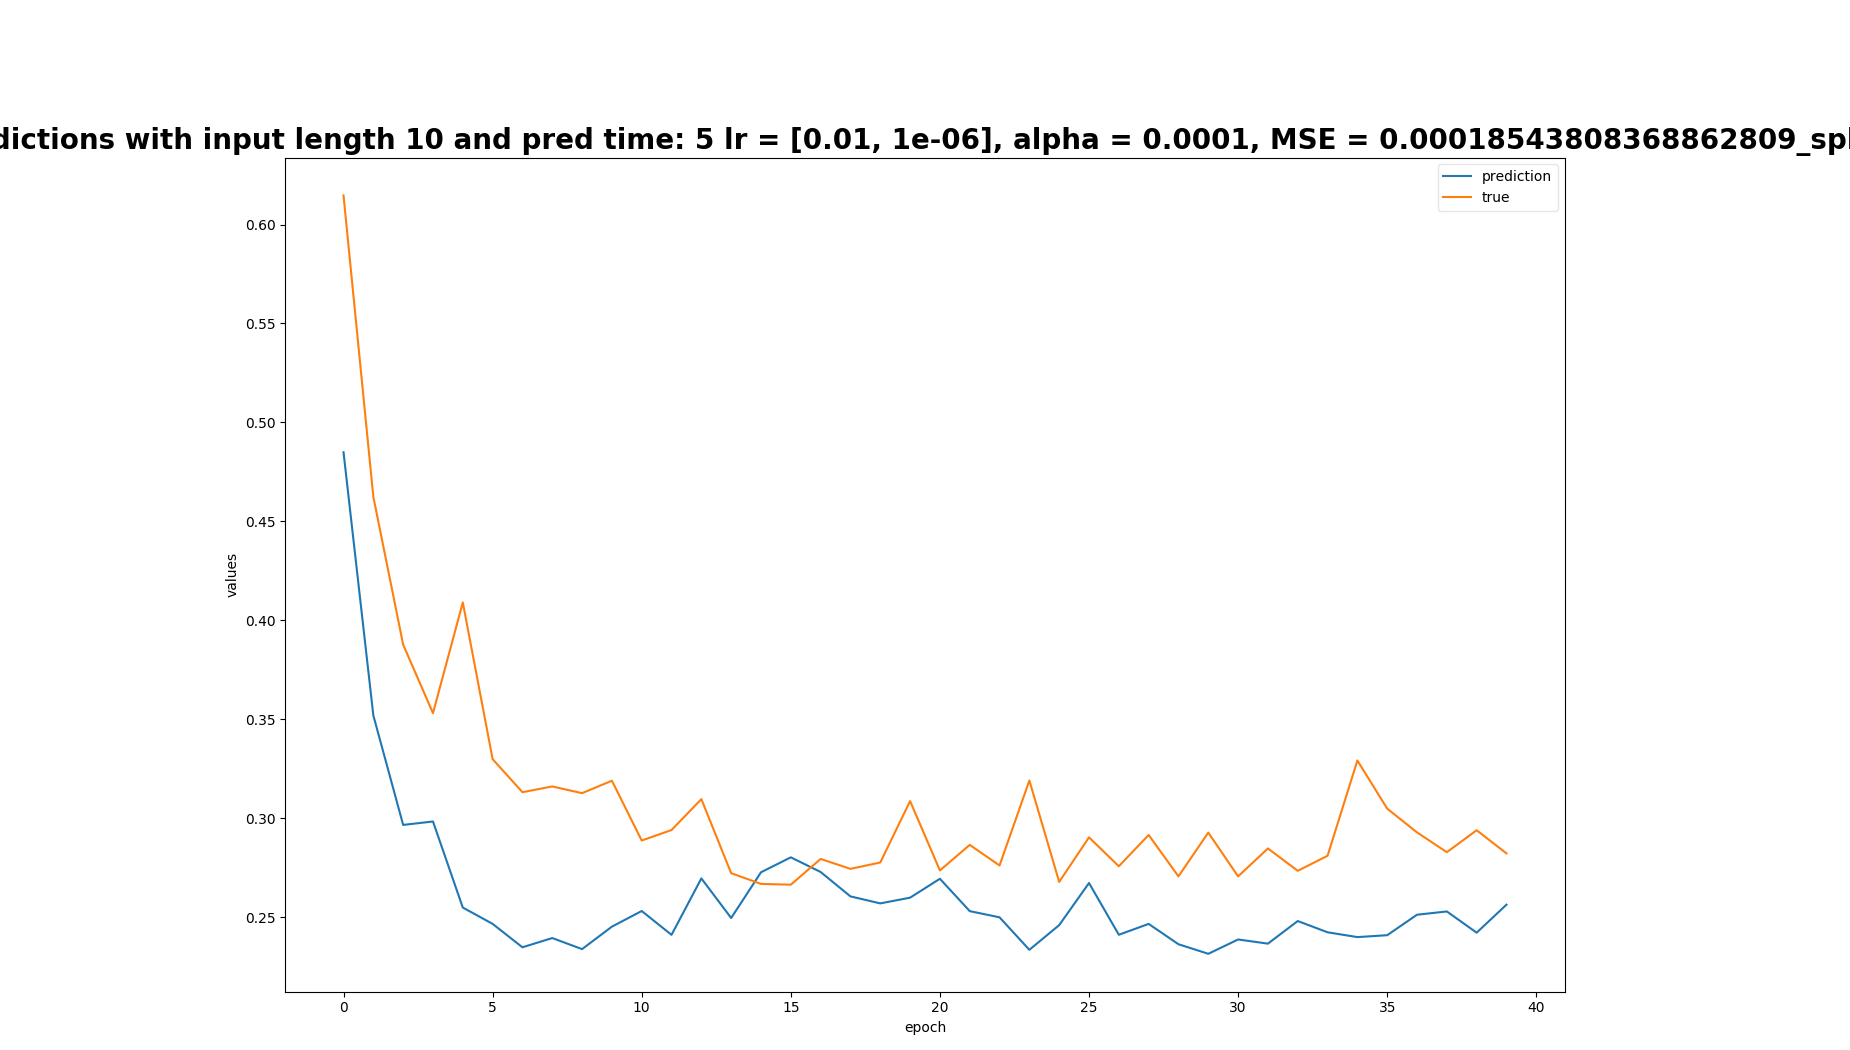 with input length 10 and pred time: 5 lr = [0.01, 1e-06], alpha = 0.0001, MSE = 0.00018543808368862809_spl
prediction
true
0.60
0.55
0.50
0.45
0.40
0.35
0.30
0.25
values
0 5 10 15 20 25 30 35 40
epoch